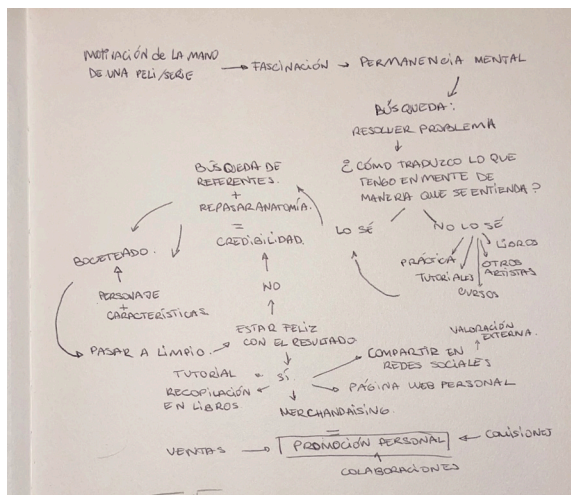 MOTIVACIÓN de LA MANO
DE UNA PELI/SERIE
FASCINACIÓN
PERMANENCIA MENTAL
BÚSQUEDA:
RESOLVER PROBLEMA
¿CÓMO TRADUZCO LO QUE
TENGO EN MENTE DE
MANERA QUE SE ENTIENDA?
LO SÉ
NO LO SÉ
LIBROS
OTROS
ARTISTAS
PRÁCTICA
TUTORIALES
CURSOS
BÚSQUEDA DE
REFERENTES.
+
REPASAR ANATOMÍA.
=
CREDIBILIDAD.
BOCETEADO.
PERSONAJE
+
CARACTERÍSTICAS
NO
PASAR A LIMPIO.
ESTAR FELIZ
CON EL RESULTADO
SÍ.
TUTORIAL
RECOPILACIÓN
EN LIBROS.
MERCHANDAISING.
VALORACIÓN
EXTERNA.
COMPARTIR EN
REDES SOCIALES
PÁGINA WEB PERSONAL
=
VENTAS
PROMOCIÓN PERSONAL
COMISIONES
COLABORACIONES